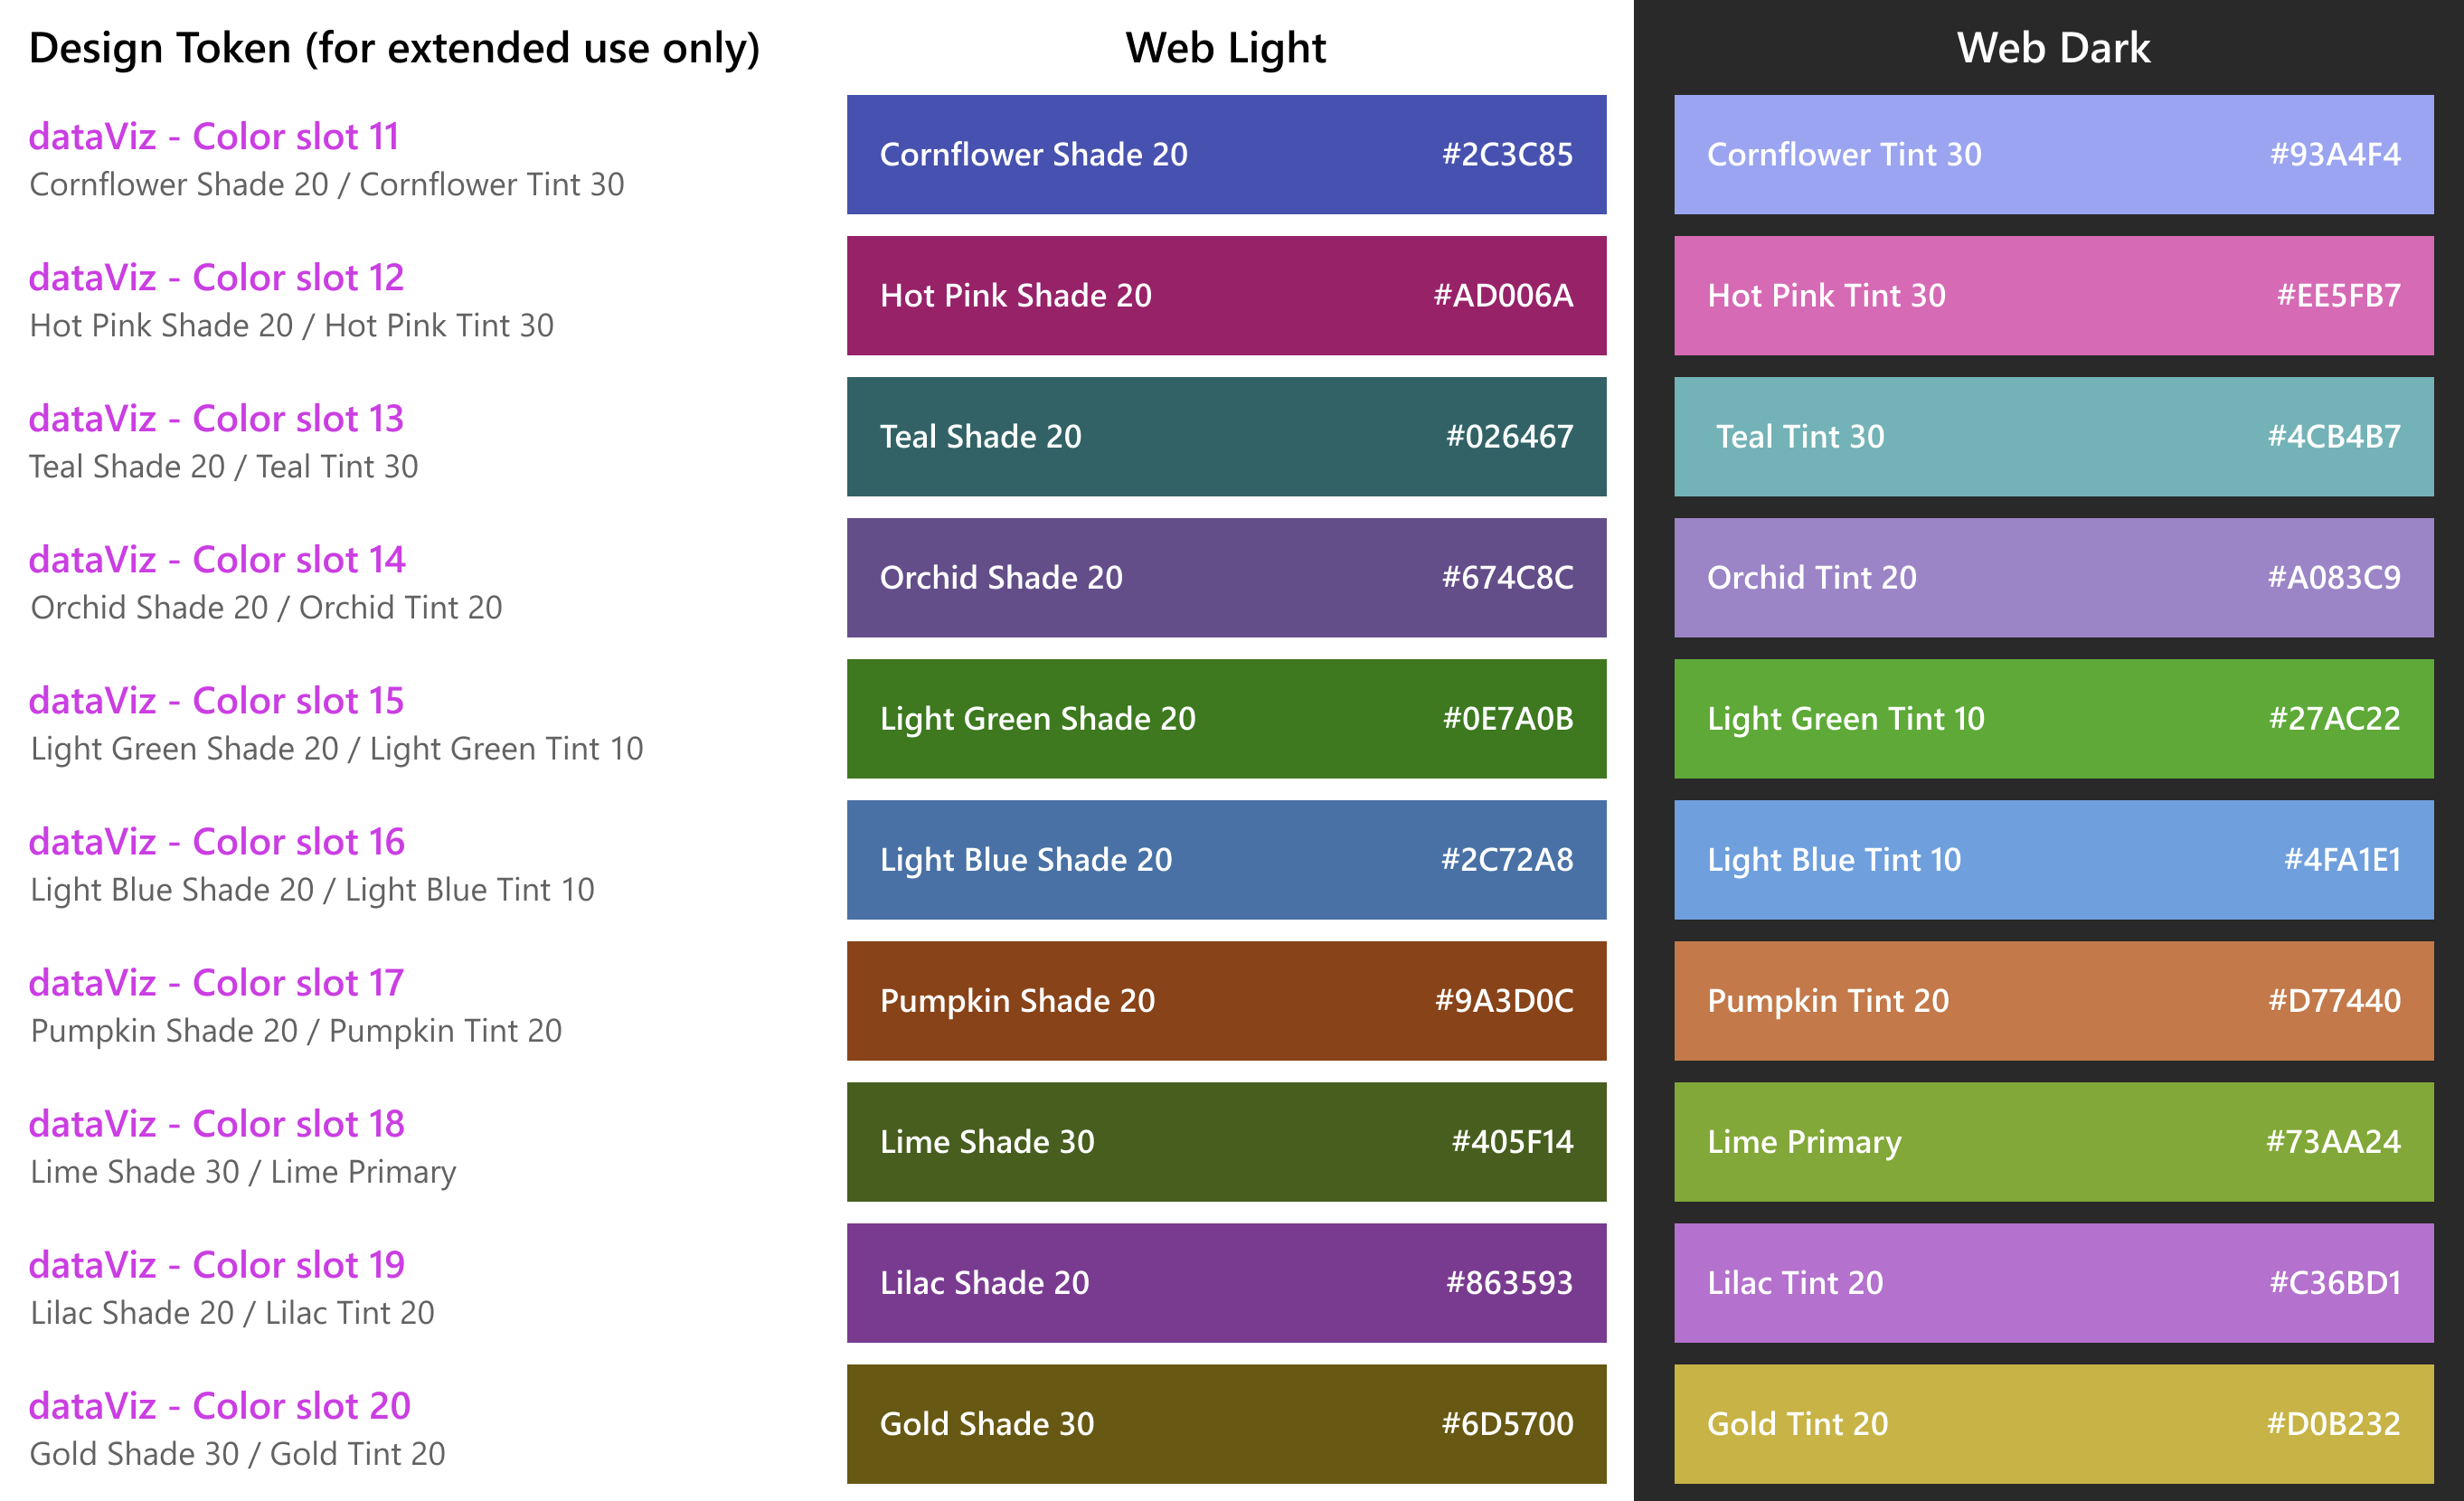 Design Token (for extended use only)
Web Light
Web Dark
dataViz - Color slot 11
Cornflower Shade 20 / Cornflower Tint 30
Cornflower Shade 20
#2C3C85
Cornflower Tint 30
#93A4F4
dataViz - Color slot 12
Hot Pink Shade 20 / Hot Pink Tint 30
Hot Pink Shade 20
#AD006A
Hot Pink Tint 30
#EE5FB7
dataViz - Color slot 13
Teal Shade 20 / Teal Tint 30
Teal Shade 20
#026467
Teal Tint 30
#4CB4B7
dataViz - Color slot 14
Orchid Shade 20 / Orchid Tint 20
Orchid Shade 20
#674C8C
Orchid Tint 20
#A083C9
dataViz - Color slot 15
Light Green Shade 20 / Light Green Tint 10
Light Green Shade 20
#0E7A0B
Light Green Tint 10
#27AC22
dataViz - Color slot 16
Light Blue Shade 20 / Light Blue Tint 10
Light Blue Shade 20
#2C72A8
Light Blue Tint 10
#4FA1E1
dataViz - Color slot 17
Pumpkin Shade 20 / Pumpkin Tint 20
Pumpkin Shade 20
#9A3D0C
Pumpkin Tint 20
#D77440
dataViz - Color slot 18
Lime Shade 30 / Lime Primary
Lime Shade 30
#405F14
Lime Primary
#73AA24
dataViz - Color slot 19
Lilac Shade 20 / Lilac Tint 20
Lilac Shade 20
#863593
Lilac Tint 20
#C36BD1
dataViz - Color slot 20
Gold Shade 30 / Gold Tint 20
Gold Shade 30
#6D5700
Gold Tint 20
#D0B232